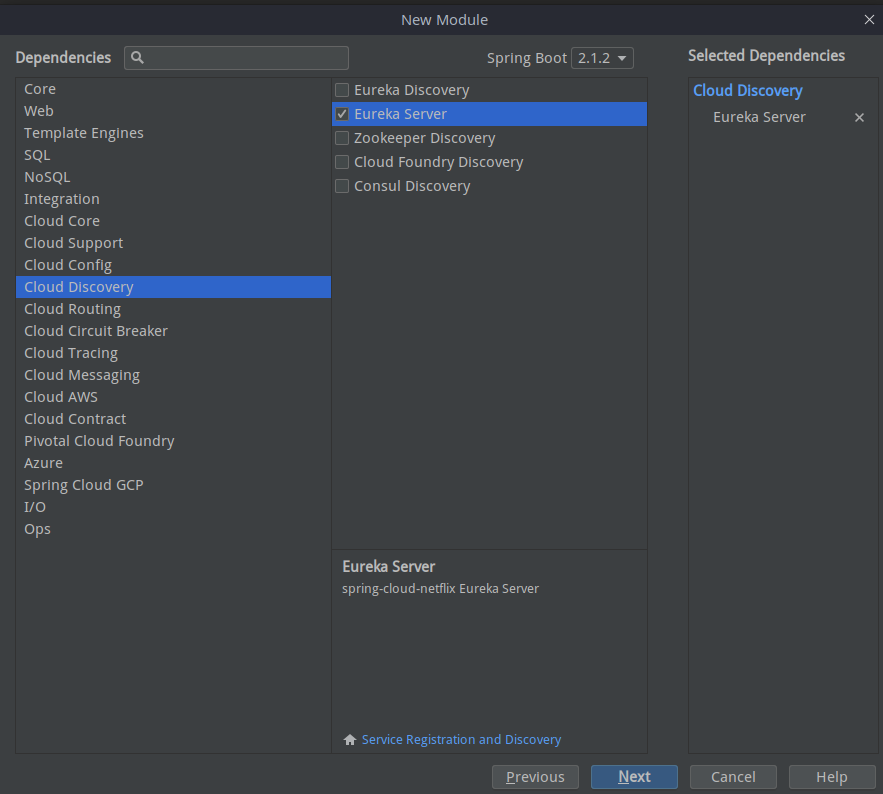 New Module
Dependencies
Spring Boot 2.1.2
Selected Dependencies
Core
Web
Template Engines
SQL
NoSQL
Integration
Cloud Core
Cloud Support
Cloud Config
Cloud Discovery
Cloud Routing
Cloud Circuit Breaker
Cloud Tracing
Cloud Messaging
Cloud AWS
Cloud Contract
Pivotal Cloud Foundry
Azure
Spring Cloud GCP
I/O
Ops
Eureka Discovery
Eureka Server
Zookeeper Discovery
Cloud Foundry Discovery
Consul Discovery
Eureka Server
spring-cloud-netflix Eureka Server
Service Registration and Discovery
Cloud Discovery
Eureka Server
Previous
Next
Cancel
Help